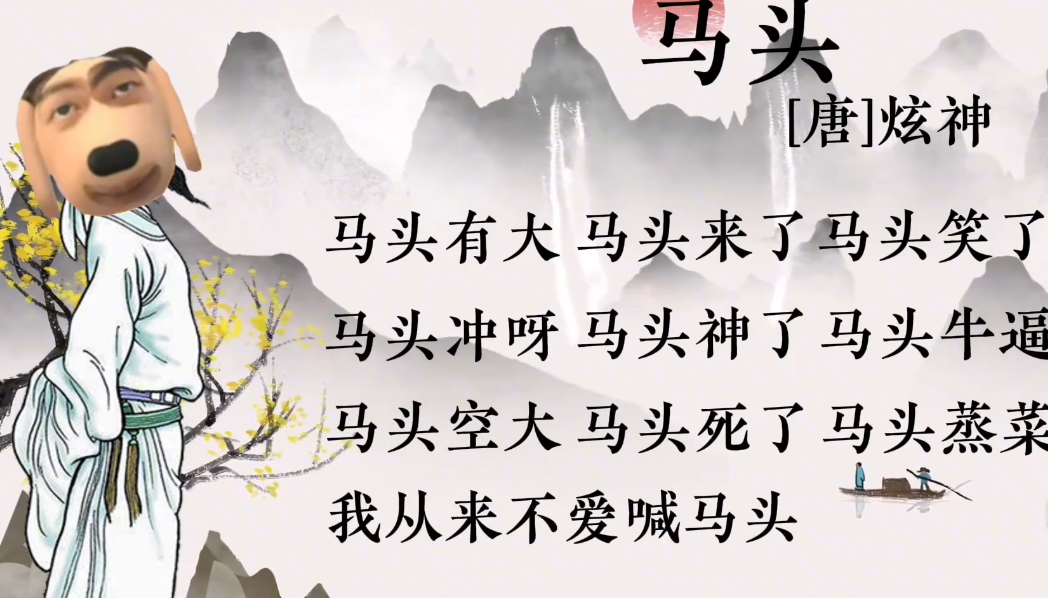 马头
[唐]炫神
马头有大 马头来了 马头笑了
马头冲呀 马头神了 马头牛逼
马头空大 马头死了 马头蒸菜
我从来不爱喊马头